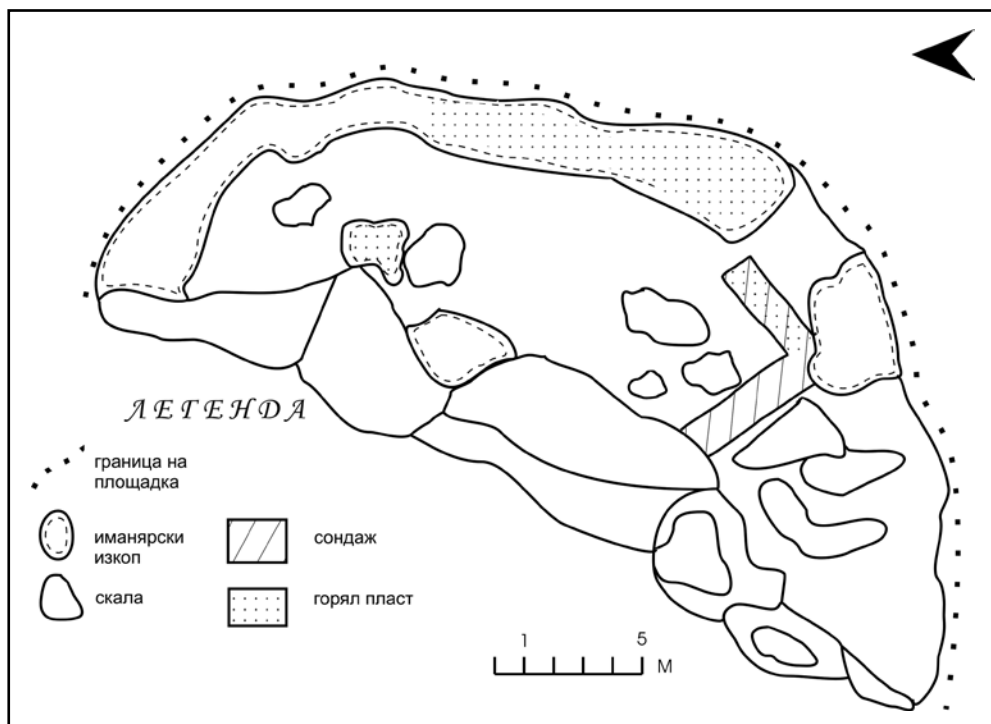 ЛЕГЕНДА
граница на
площадка
иманярски
изкоп
скала
сондаж
горял пласт
1 5
М